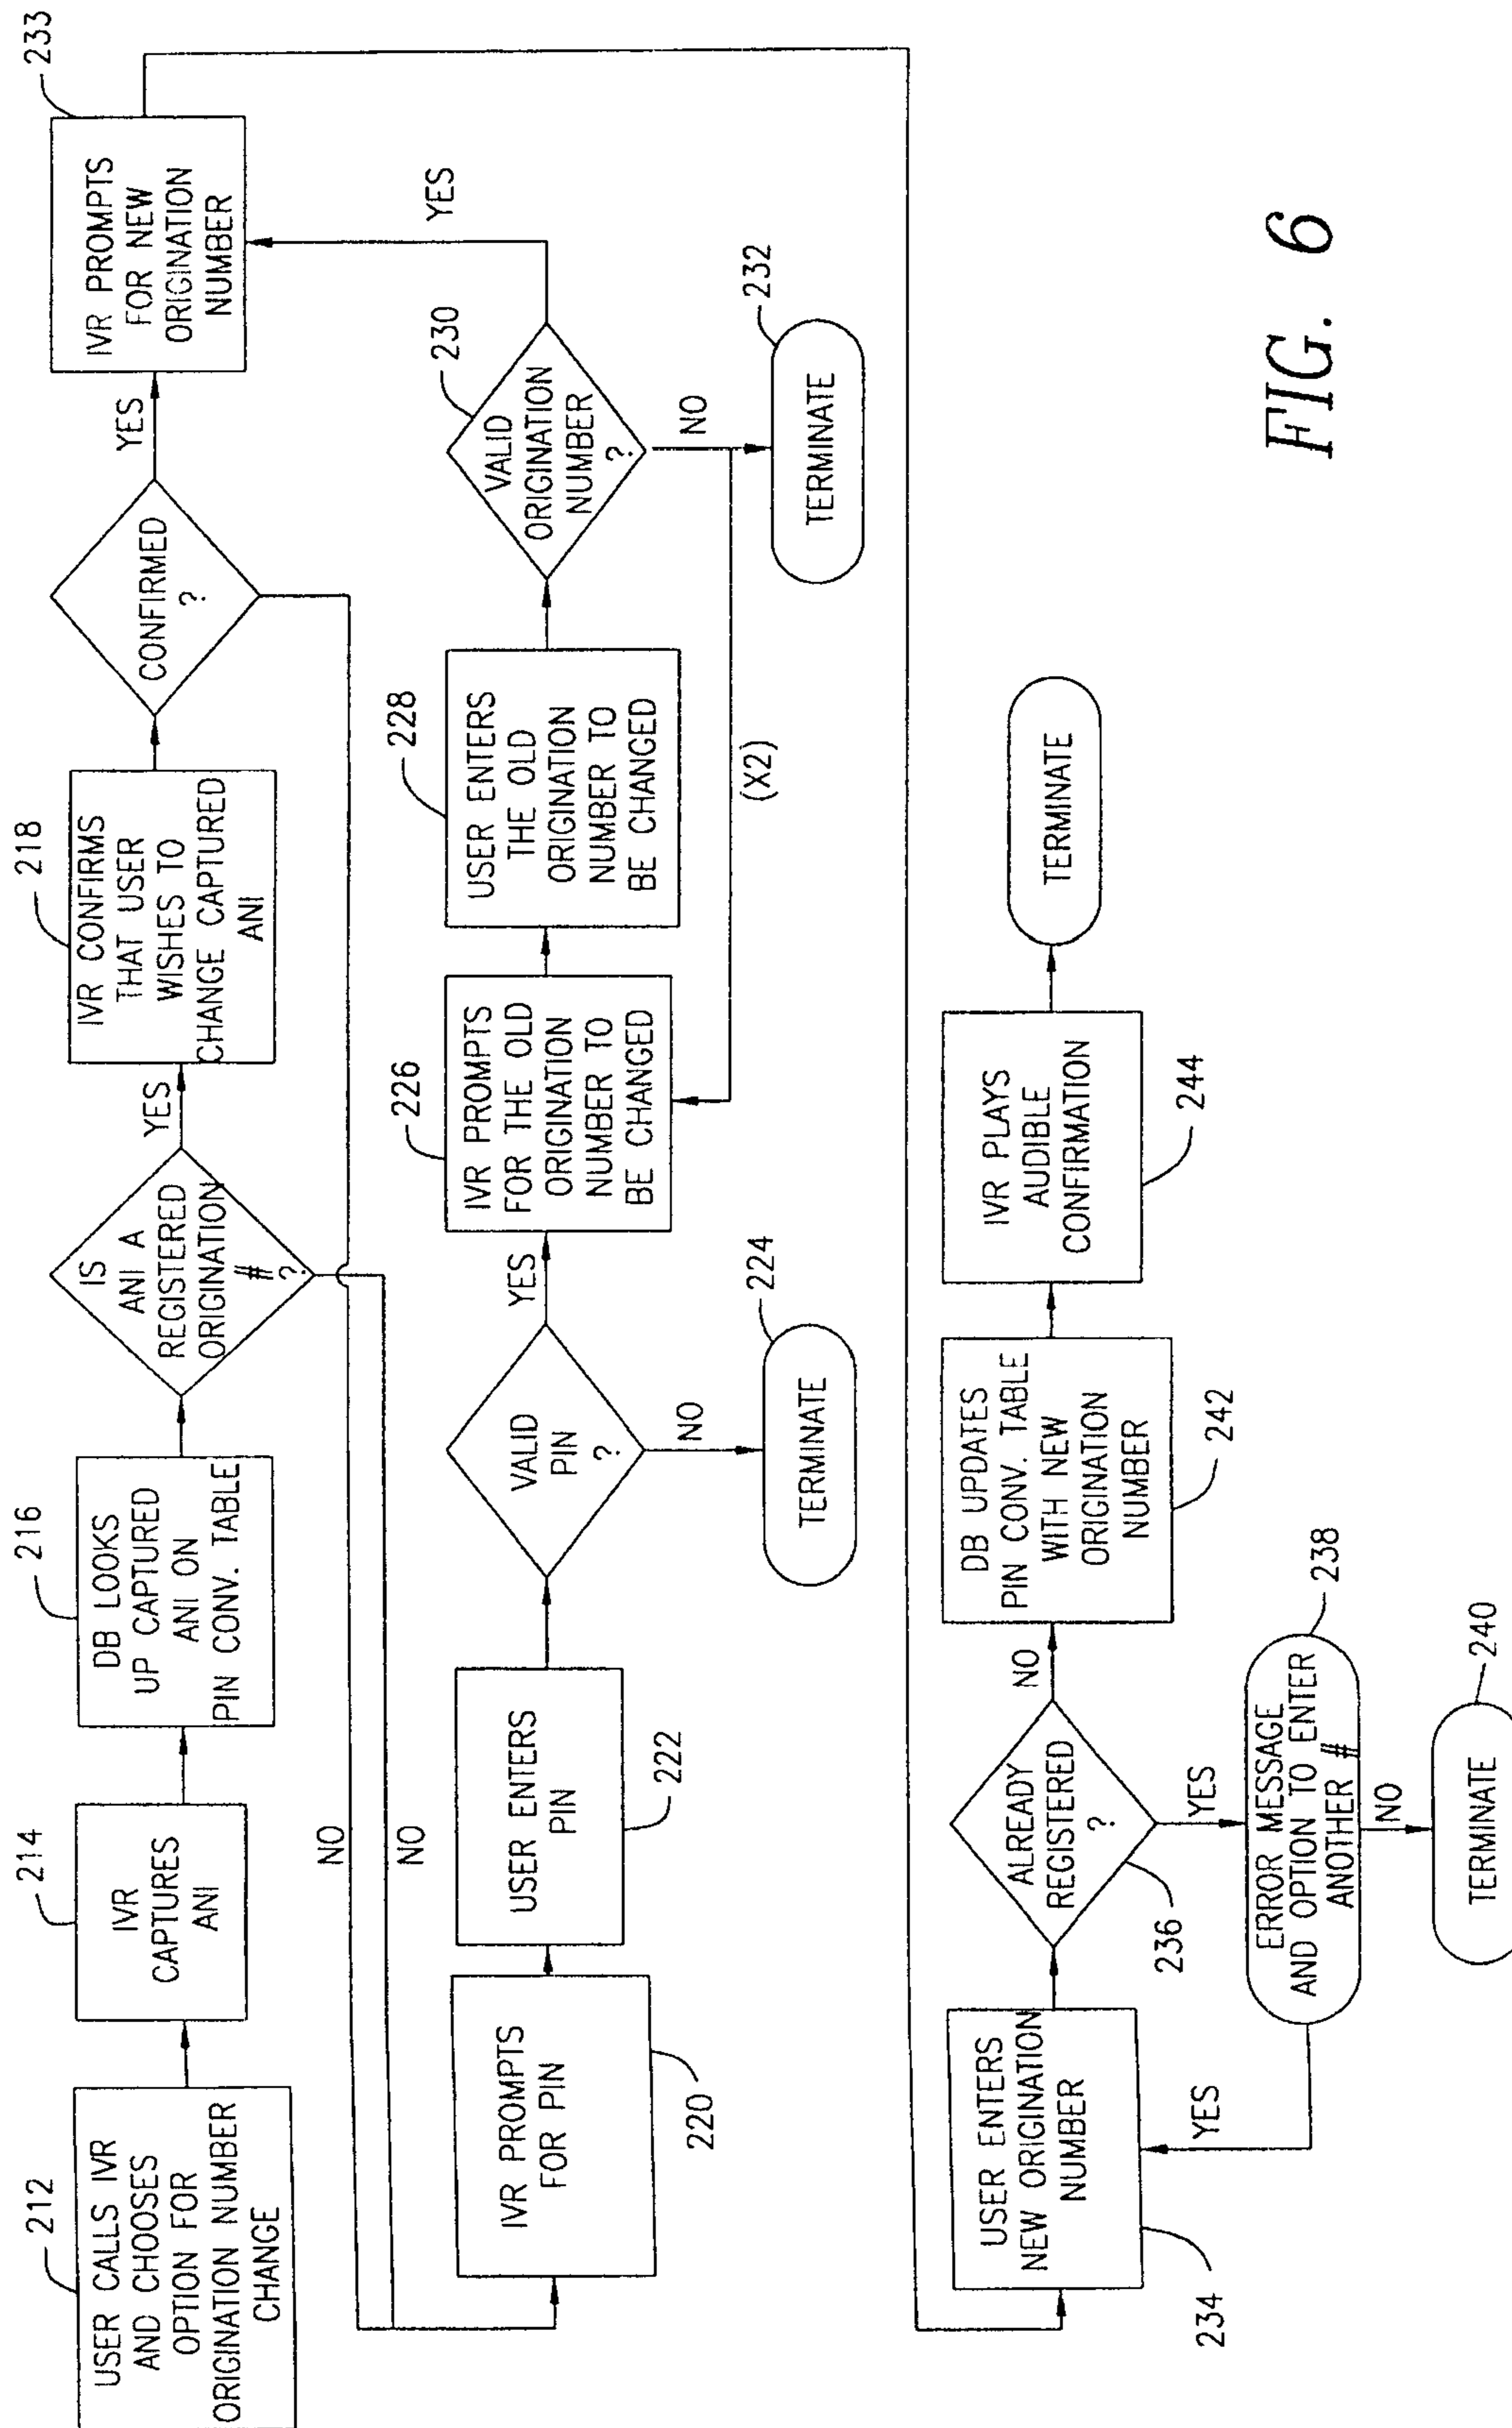 212
USER CALLS IVR
AND CHOOSES
OPTION FOR
ORIGINATION NUMBER
CHANGE
214
IVR
CAPTURES
ANI
216
DB LOOKS
UP CAPTURED
ANI ON
PIN CONV. TABLE
IS
ANI A
REGISTERED
ORIGINATION
#
?
YES
218
IVR CONFIRMS
THAT USER
WISHES TO
CHANGE CAPTURED
ANI
CONFIRMED
?
YES
233
IVR PROMPTS
FOR NEW
ORIGINATION
NUMBER
NO
NO
IVR PROMPTS
FOR PIN
220
USER ENTERS
PIN
222
VALID
PIN
?
YES
NO
224
TERMINATE
226
IVR PROMPTS
FOR THE OLD
ORIGINATION
NUMBER TO
BE CHANGED
228
USER ENTERS
THE OLD
ORIGINATION
NUMBER TO
BE CHANGED
230
VALID
ORIGINATION
NUMBER
?
YES
NO
(X2)
232
TERMINATE
USER ENTERS
NEW ORIGINATION
NUMBER
234
ALREADY
REGISTERED
?
236
NO
YES
YES
238
ERROR MESSAGE
AND OPTION TO ENTER
ANOTHER #
NO
240
TERMINATE
DB UPDATES
PIN CONV. TABLE
WITH NEW
ORIGINATION
NUMBER
242
IVR PLAYS
AUDIBLE
CONFIRMATION
244
TERMINATE
FIG. 6